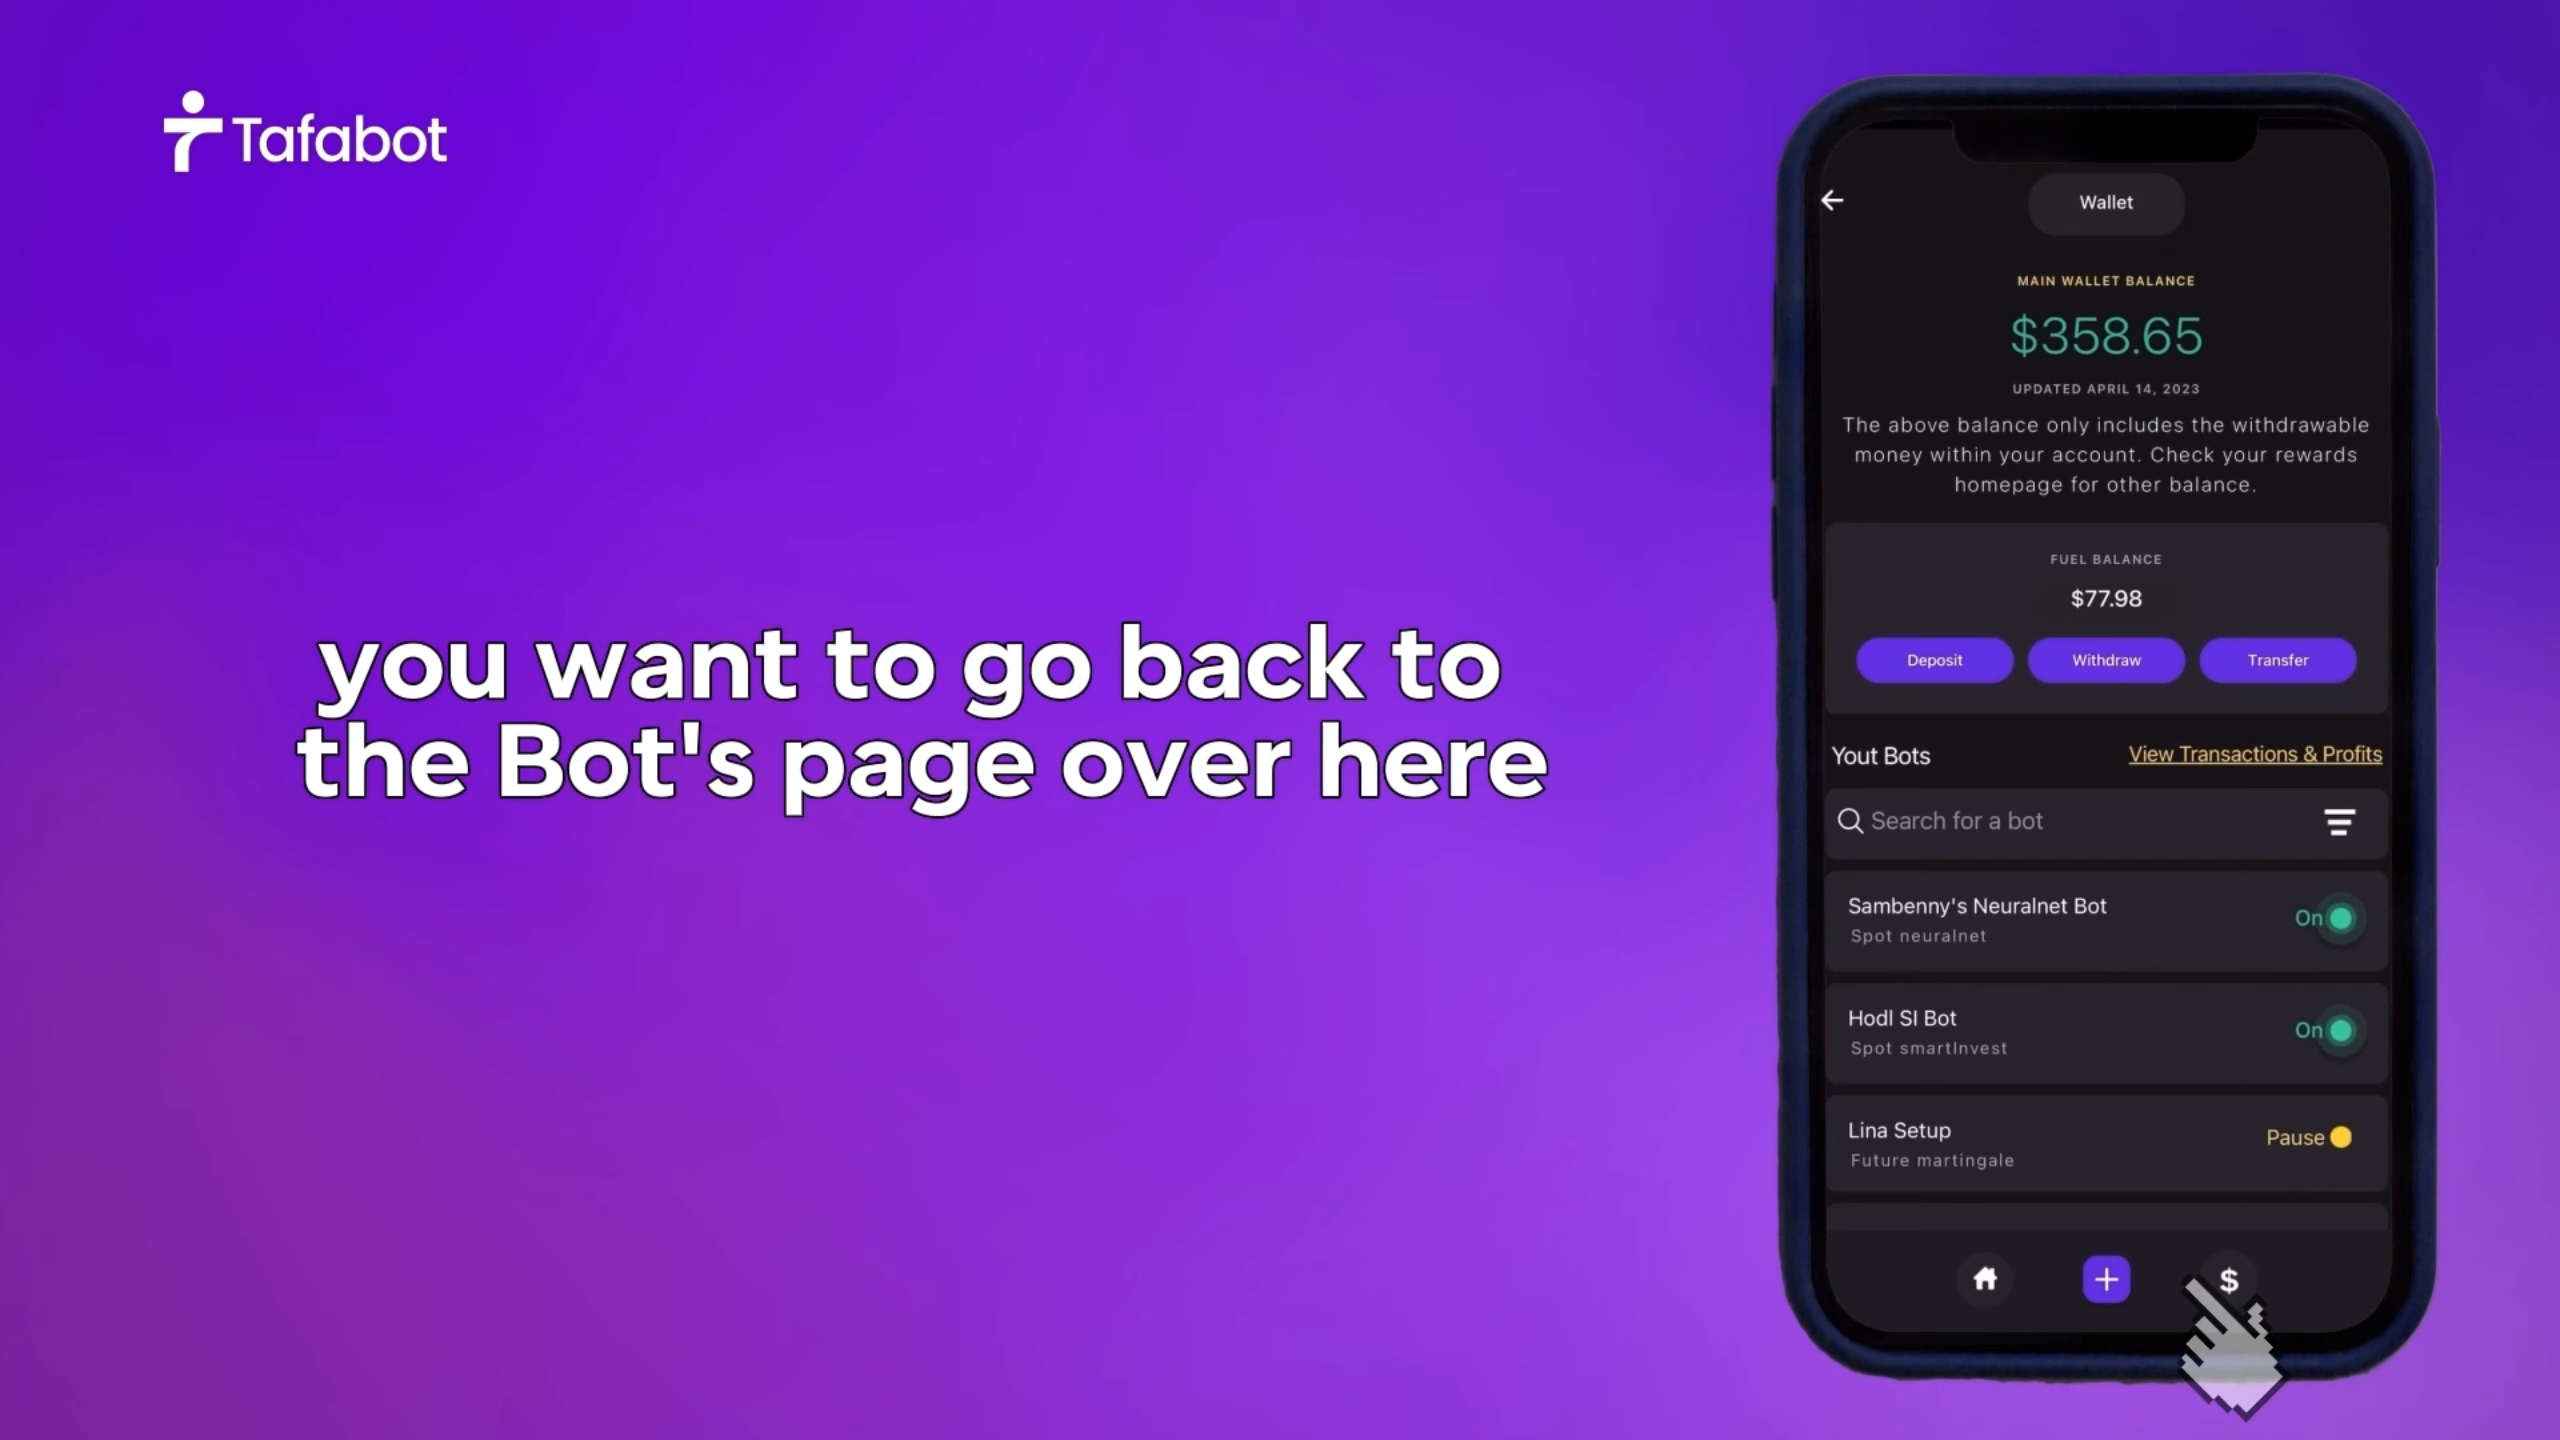 Tafabot
you want to go back to
the Bot's page over here
Wallet
MAIN WALLET BALANCE
$358.65
UPDATED APRIL 14, 2023
The above balance only includes the withdrawable
money within your account. Check your rewards
homepage for other balance.
FUEL BALANCE
$77.98
Deposit
Withdraw
Transfer
Yout Bots
View Transactions & Profits
Search for a bot
Sambenny's Neuralnet Bot
On
Spot neuralnet
Hodl SI Bot
On
Spot smartInvest
Lina Setup
Pause
Future martingale
$